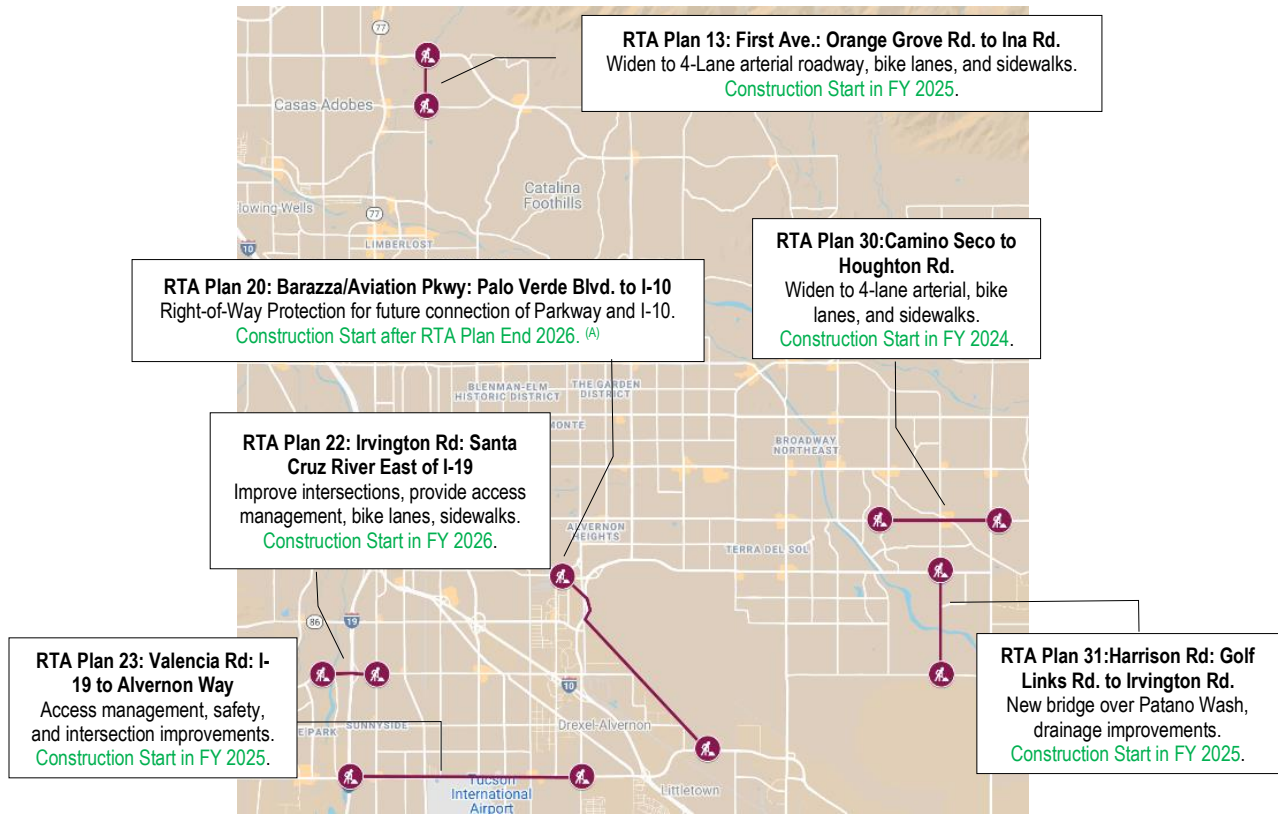 77
RTA Plan 13: First Ave.: Orange Grove Rd. to Ina Rd.
Widen to 4-Lane arterial roadway, bike lanes, and sidewalks.
Construction Start in FY 2025.
Casas Adobes
Catalina
Foothills
Flowing Wells
77
10
LIMBERLOST
RTA Plan 30:Camino Seco to
Houghton Rd.
Widen to 4-lane arterial, bike
lanes, and sidewalks.
Construction Start in FY 2024.
RTA Plan 20: Barazza/Aviation Pkwy: Palo Verde Blvd. to I-10
Right-of-Way Protection for future connection of Parkway and I-10.
Construction Start after RTA Plan End 2026. (A)
BLENMAN-ELM
HISTORIC DISTRICT
THE GARDEN
DISTRICT
MONTE
BROADWAY
NORTHEAST
RTA Plan 22: Irvington Rd: Santa
Cruz River East of I-19
Improve intersections, provide access
management, bike lanes, sidewalks.
Construction Start in FY 2026.
ALVERNON
HEIGHTS
TERRA DEL SOL
86
19
RTA Plan 23: Valencia Rd: I-
19 to Alvernon Way
Access management, safety,
and intersection improvements.
Construction Start in FY 2025.
RTA Plan 31:Harrison Rd: Golf
Links Rd. to Irvington Rd.
New bridge over Patano Wash,
drainage improvements.
Construction Start in FY 2025.
10
E PARK
SUNNYSIDE
Drexel-Alvernon
Tucson
International
Airport
Littletown